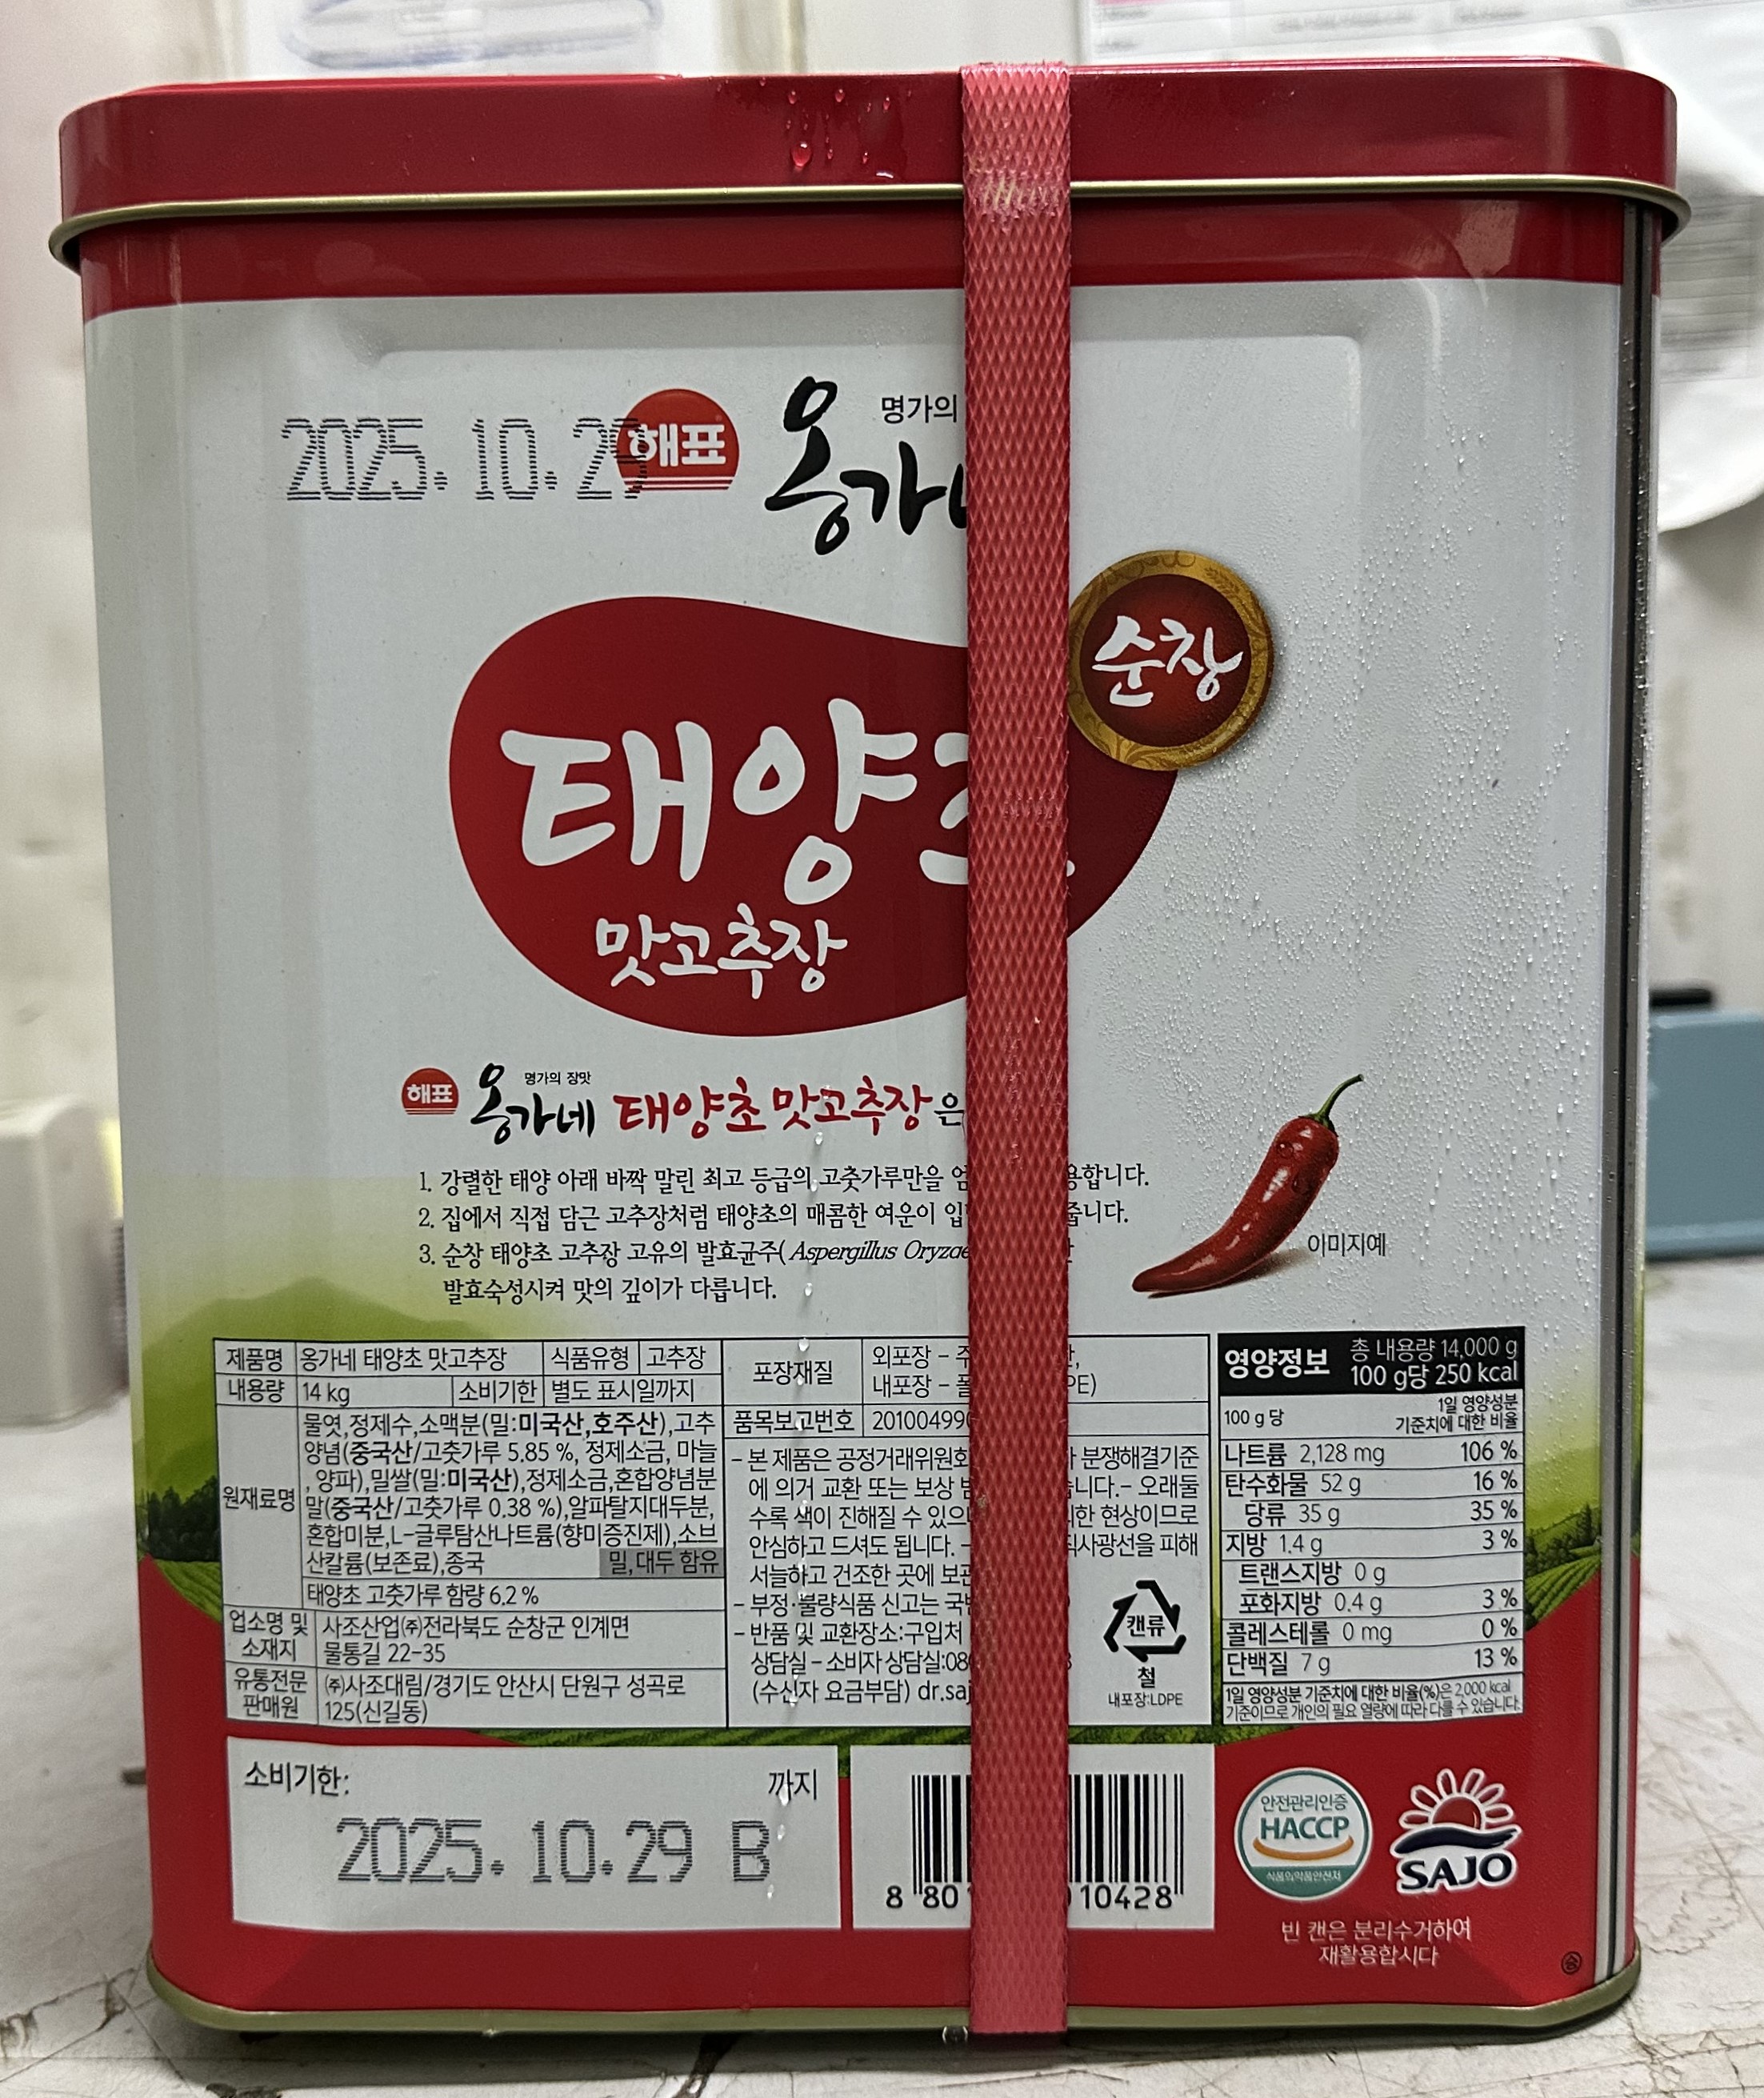 2025. 10. 29
해표
명가의
옹가네
순창
태양초
맛고추장
해표 명가의 장맛
옹가네 태양초 맛고추장은
1. 강렬한 태양 아래 바짝 말린 최고 등급의 고춧가루만을 용합니다.
2. 집에서 직접 담근 고추장처럼 태양초의 매콤한 여운이 줍니다.
3. 순창 태양초 고추장 고유의 발효균주(Aspergillus Oryzae
발효숙성시켜 맛의 깊이가 다릅니다.
이미지예
제품명 옹가네 태양초 맛고추장 식품유형 고추장
내용량 14 kg 소비기한 별도 표시일까지
원재료명
물엿,정제수,소맥분(밀:미국산,호주산),고추
양념(중국산/고춧가루 5.85 %, 정제소금, 마늘
, 양파),밀쌀(밀:미국산),정제소금,혼합양념분
말(중국산/고춧가루 0.38 %),알파탈지대두분,
혼합미분,L-글루탐산나트륨(향미증진제),소브
산칼륨(보존료),종국 밀,대두 함유
태양초 고춧가루 함량 6.2 %
업소명 및
소재지
사조산업㈜전라북도 순창군 인계면
물통길 22-35
유통전문
판매원
㈜사조대림/경기도 안산시 단원구 성곡로
125(신길동)
포장재질
외포장 -
내포장 -
품목보고번호 20100499
- 본 제품은 공정거래위원회 분쟁해결기준
에 의거 교환 또는 보상 습니다.- 오래둘
수록 색이 진해질 수 있으 한 현상이므로
안심하고 드셔도 됩니다. - 직사광선을 피해
서늘하고 건조한 곳에 보관
- 부정·불량식품 신고는 국번
- 반품 및 교환장소:구입처
상담실 - 소비자 상담실:08
(수신자 요금부담) dr.saj
캔류
철
내포장:LDPE
영양정보 총 내용량 14,000 g
100 g당 250 kcal
100 g 당 1일 영양성분
기준치에 대한 비율
나트륨 2,128 mg 106 %
탄수화물 52 g 16 %
당류 35 g 35 %
지방 1.4 g 3 %
트랜스지방 0 g
포화지방 0.4 g 3 %
콜레스테롤 0 mg 0 %
단백질 7 g 13 %
1일 영양성분 기준치에 대한 비율(%)은 2,000 kcal
기준이므로 개인의 필요 열량에 따라 다를 수 있습니다.
소비기한: 까지
2025. 10. 29 B
8 80 10428
안전관리인증
HACCP
식품의약품안전처
SAJO
빈 캔은 분리수거하여
재활용합시다